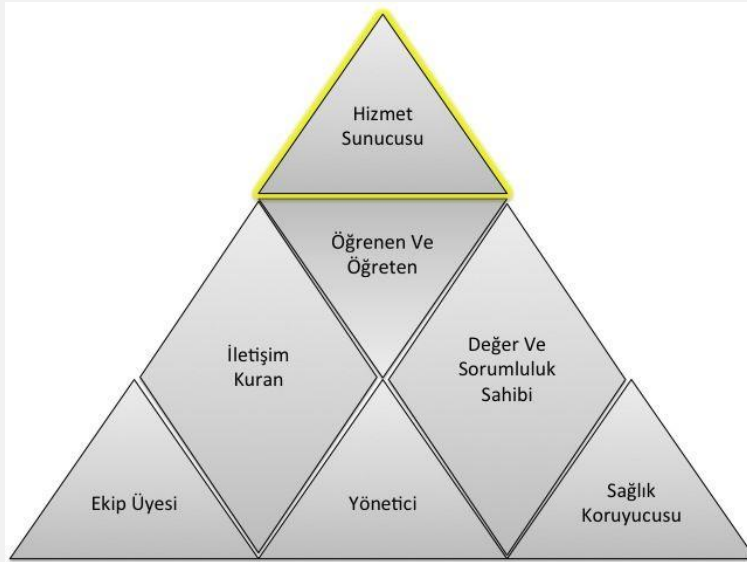 Hizmet
Sunucusu
Öğrenen Ve
Öğreten
İletişim
Kuran
Değer Ve
Sorumluluk
Sahibi
Ekip Üyesi
Yönetici
Sağlık
Koruyucusu